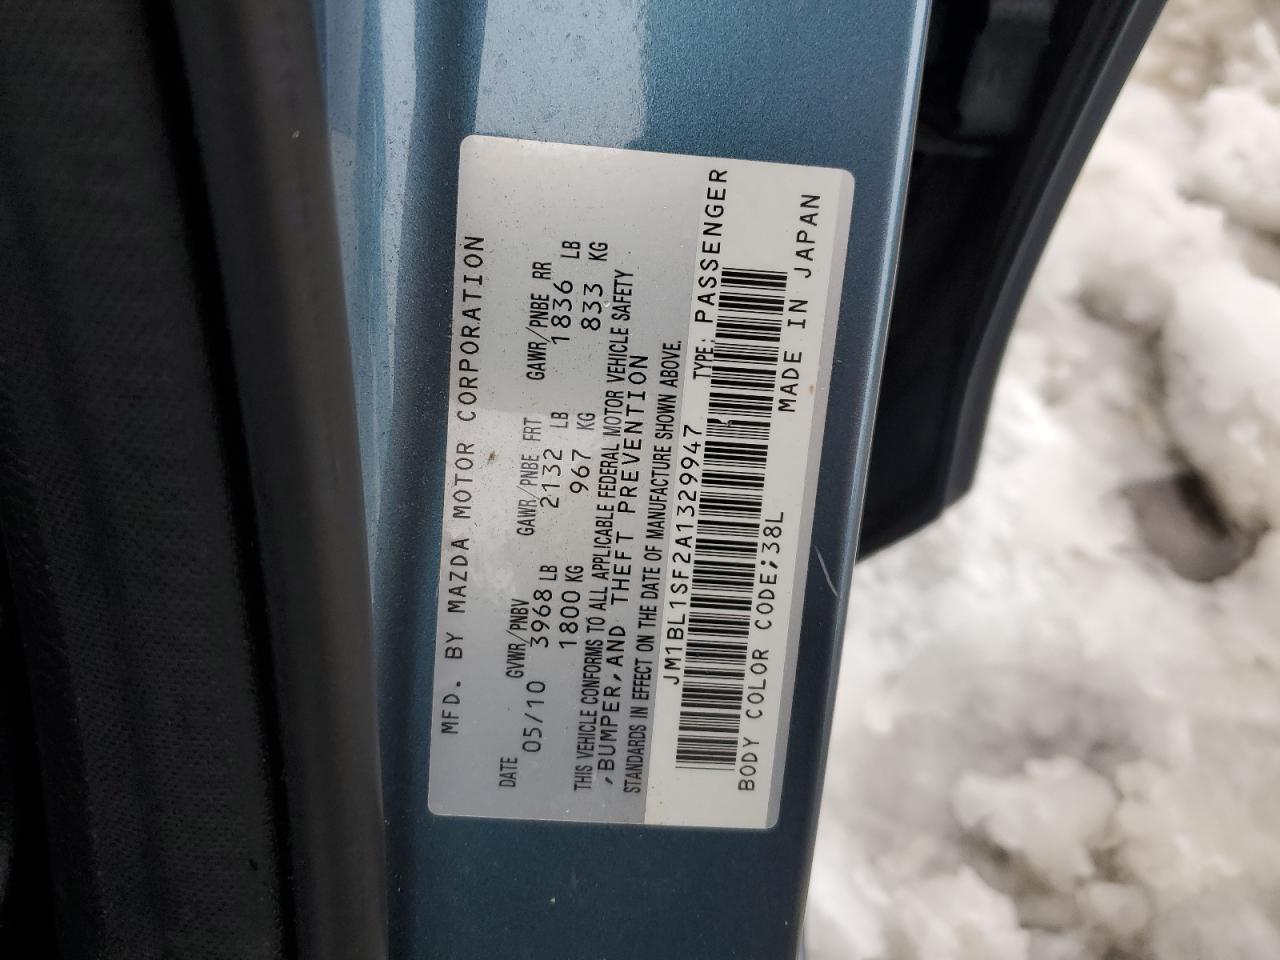 MFD. BY MAZDA MOTOR CORPORATION
DATE GVWR/PNBV GAWR/PNBE FRT GAWR/PNBE RR
05/10 3968 LB 2132 LB 1836 LB
1800 KG 967 KG 833 KG
THIS VEHICLE CONFORMS TO ALL APPLICABLE FEDERAL MOTOR VEHICLE SAFETY
,BUMPER,AND THEFT PREVENTION
STANDARDS IN EFFECT ON THE DATE OF MANUFACTURE SHOWN ABOVE.
JM1BL1SF2A1329947 TYPE: PASSENGER
BODY COLOR CODE;38L MADE IN JAPAN